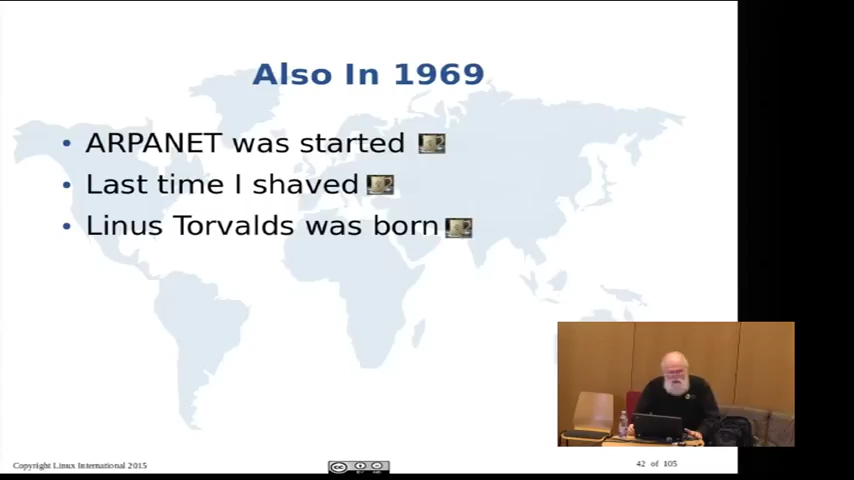 Also In 1969
• ARPANET was started
• Last time I shaved
• Linus Torvalds was born
Copyright Linux International 2015
42 of 105